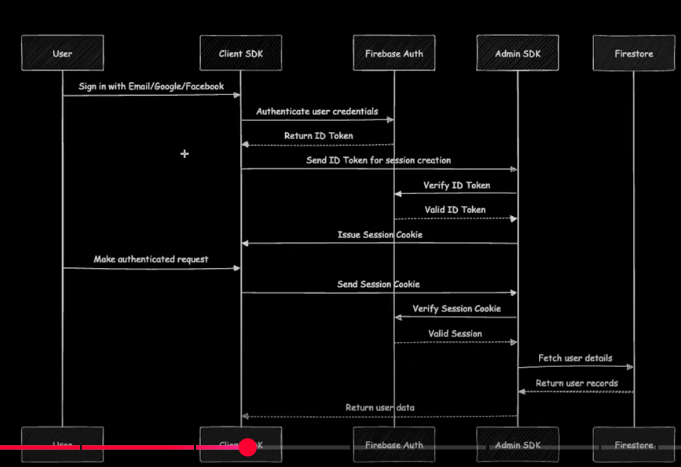 User
Client SDK
Firebase Auth
Admin SDK
Firestore
Sign in with Email/Google/Facebook
Authenticate user credentials
Return ID Token
Send ID Token for session creation
Verify ID Token
Valid ID Token
Issue Session Cookie
Make authenticated request
Send Session Cookie
Verify Session Cookie
Valid Session
Fetch user details
Return user records
Return user data
User
Client SDK
Firebase Auth
Admin SDK
Firestore